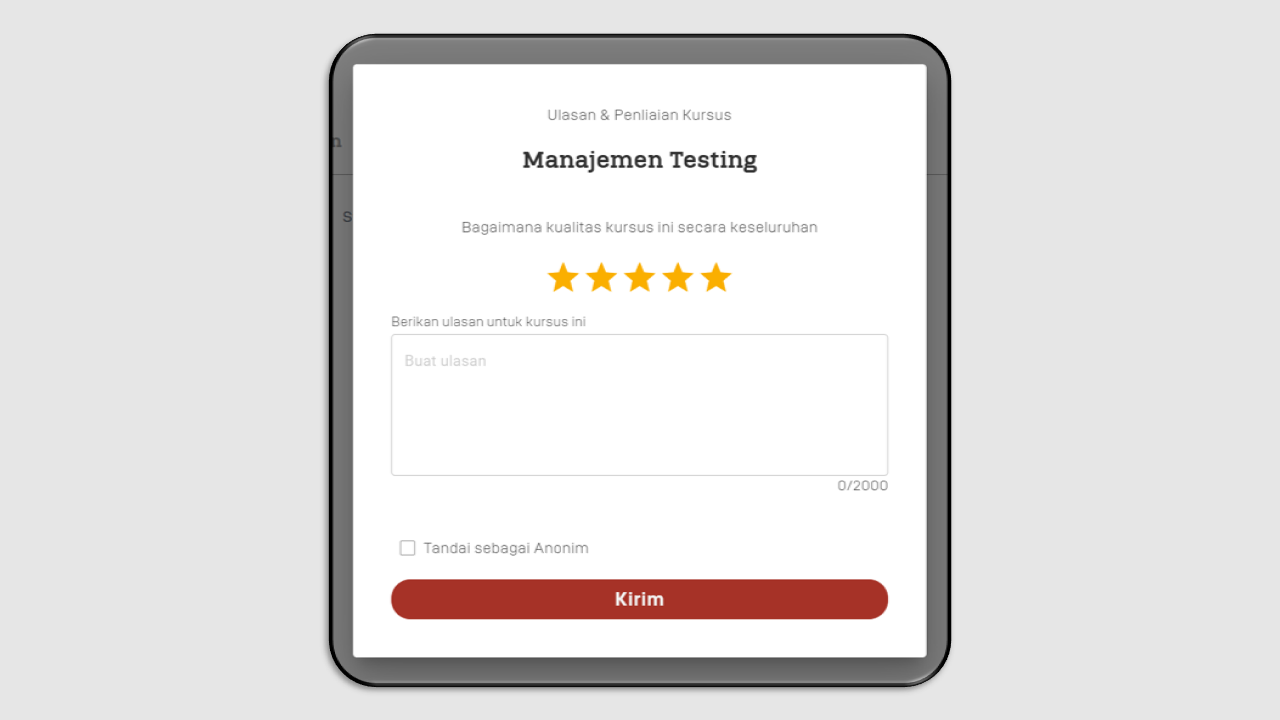 Ulasan & Penliaian Kursus
Manajemen Testing
n
S
Bagaimana kualitas kursus ini secara keseluruhan
Berikan ulasan untuk kursus ini
Buat ulasan
0/2000
Tandai sebagai Anonim
Kirim